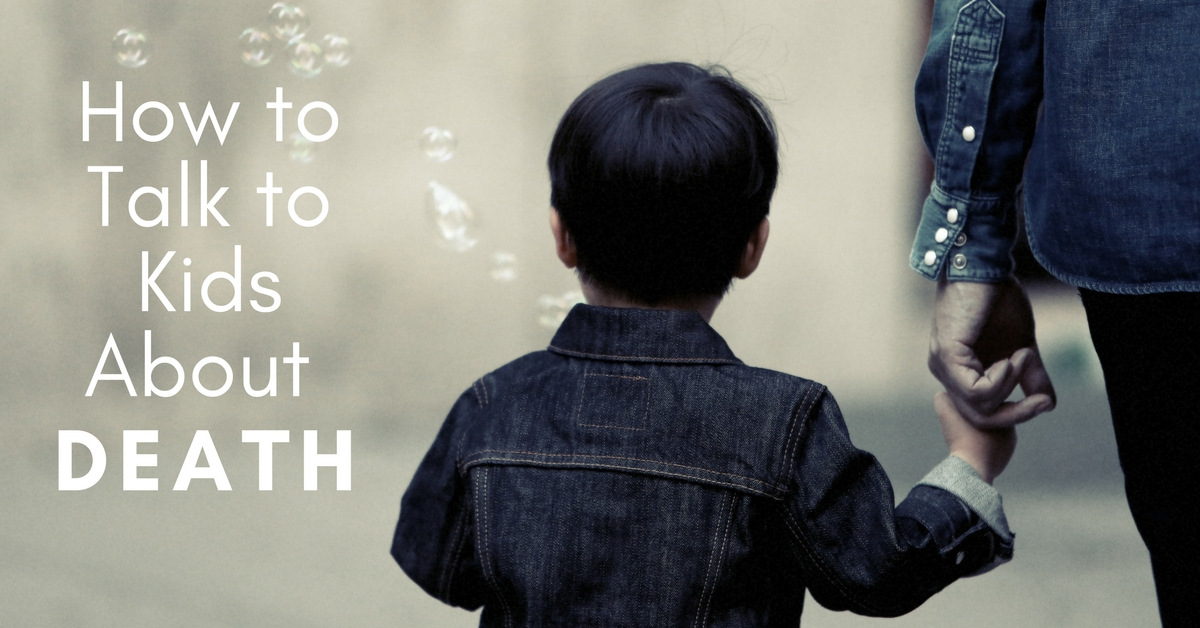 How to
Talk to
Kids
About
DEATH